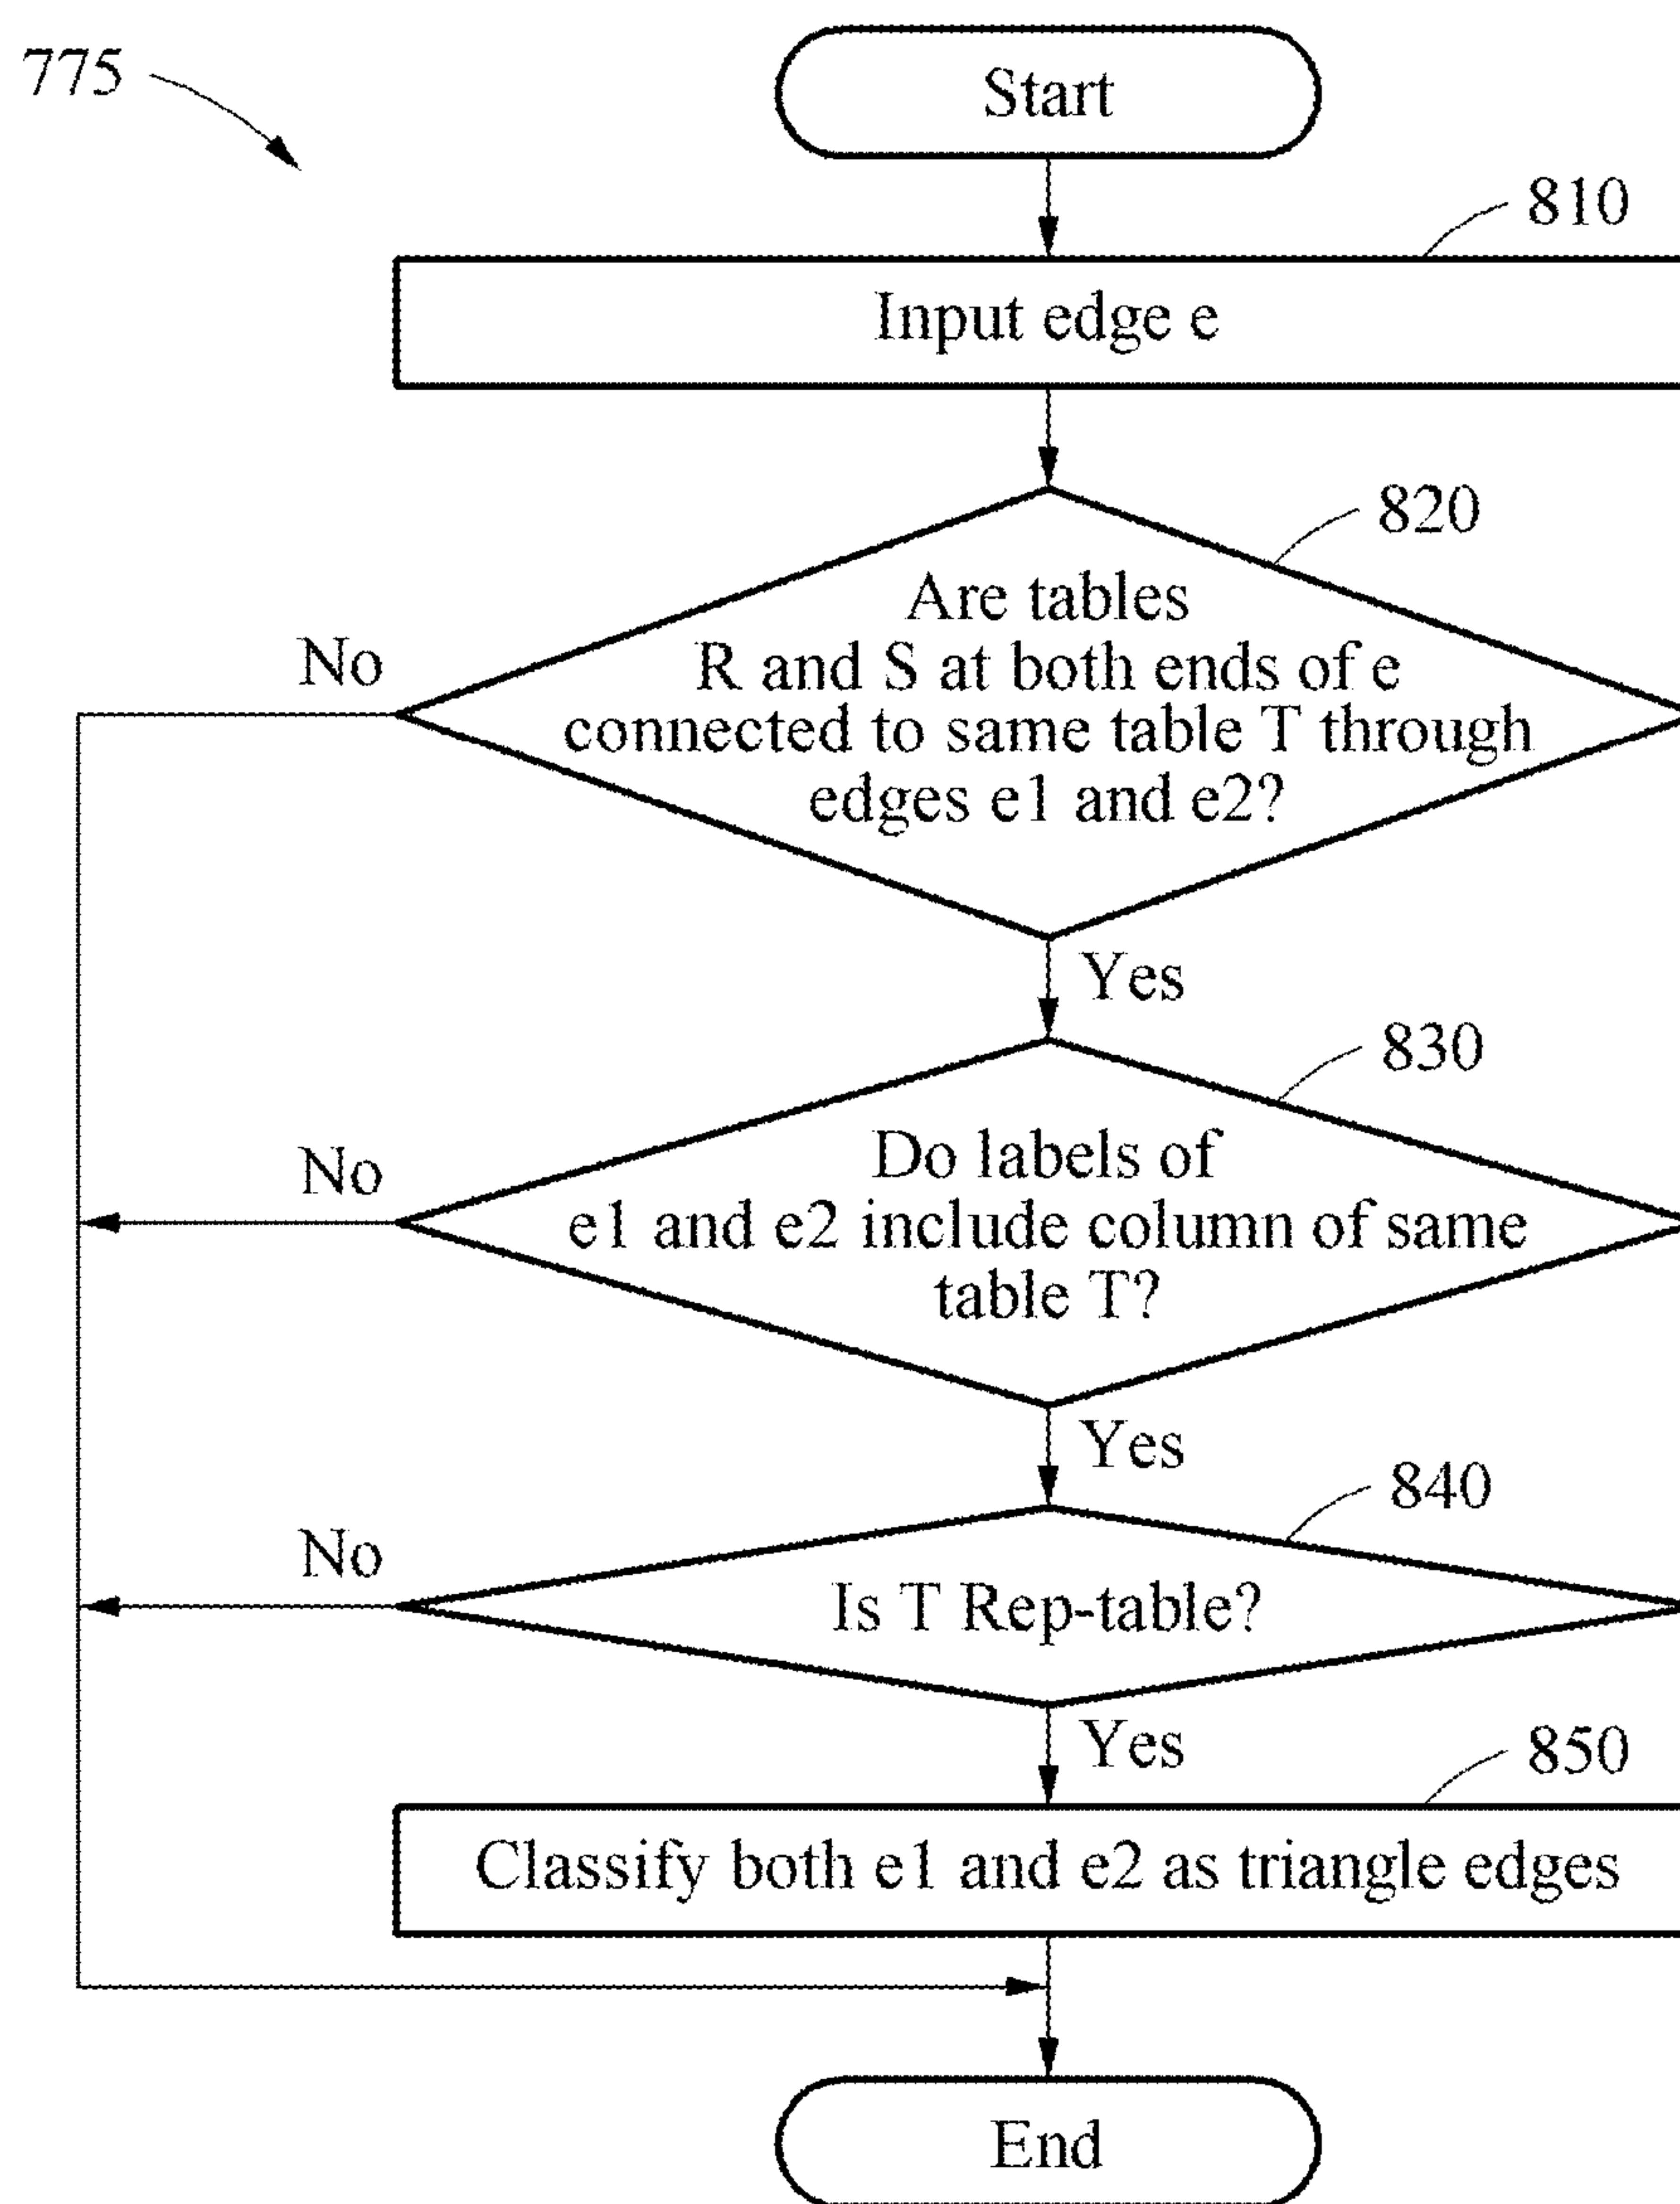 775
Start
810
Input edge e
820
Are tables
R and S at both ends of e
connected to same table T through
edges e1 and e2?
No
Yes
830
Do labels of
e1 and e2 include column of same
table T?
No
Yes
840
Is T Rep-table?
No
Yes
850
Classify both e1 and e2 as triangle edges
End